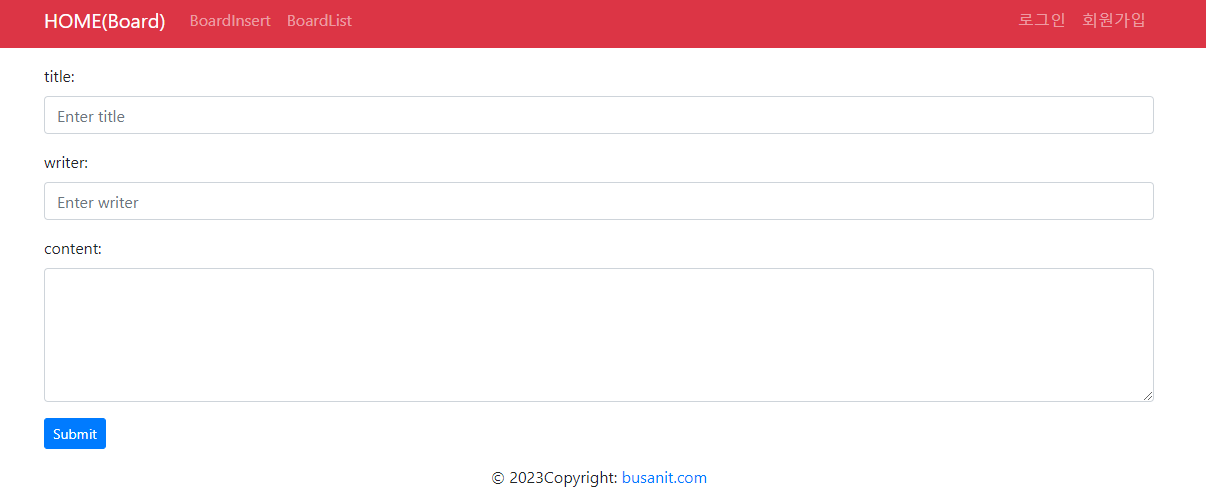 HOME(Board) BoardInsert BoardList 로그인 회원가입
title:
Enter title
writer:
Enter writer
content:
Submit
© 2023Copyright: busanit.com